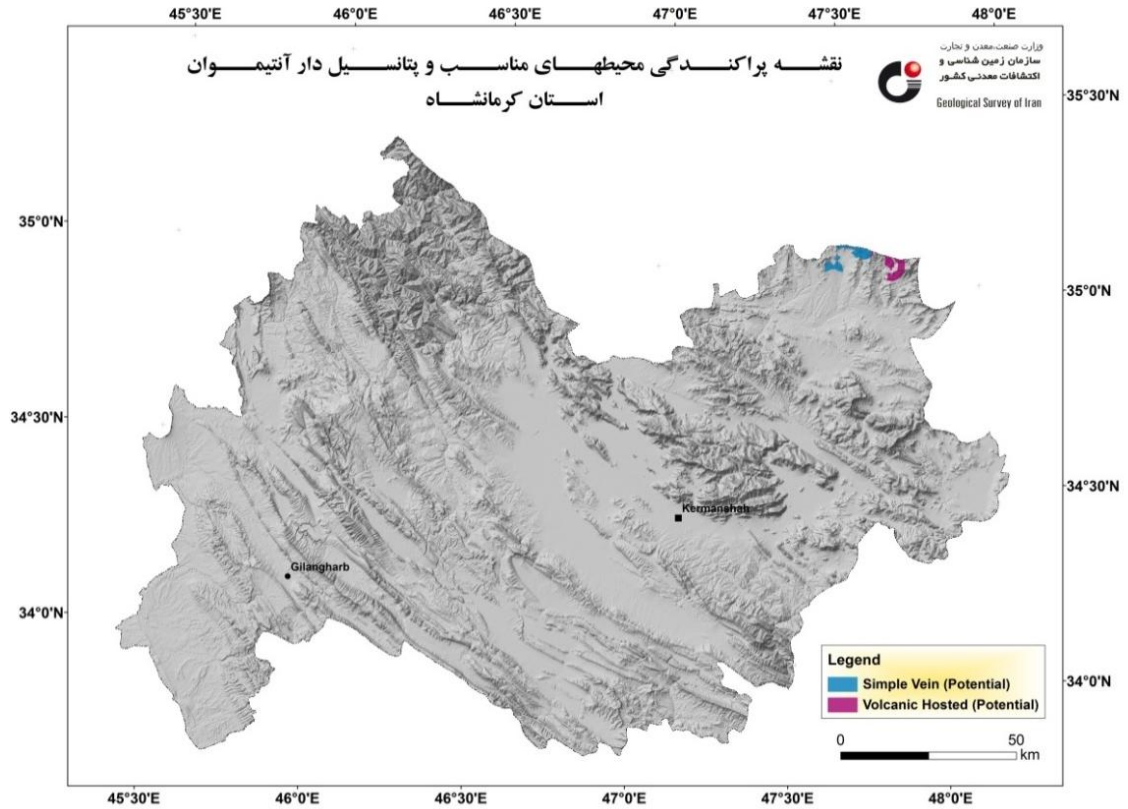 45°30'E 46°0'E 46°30'E 47°0'E 47°30'E 48°0'E
نقشه پراکندگی محیطهای مناسب و پتانسیل دار آنتیموان
استان کرمانشاه
وزارت صنعت،معدن و تجارت
سازمان زمین شناسی و
اکتشافات معدنی کشور
Geological Survey of Iran
35°30'N
35°0'N
35°0'N
34°30'N
34°30'N
Kermanshah
Gilangharb
34°0'N
34°0'N
Legend
Simple Vein (Potential)
Volcanic Hosted (Potential)
0 50
km
45°30'E 46°0'E 46°30'E 47°0'E 47°30'E 48°0'E